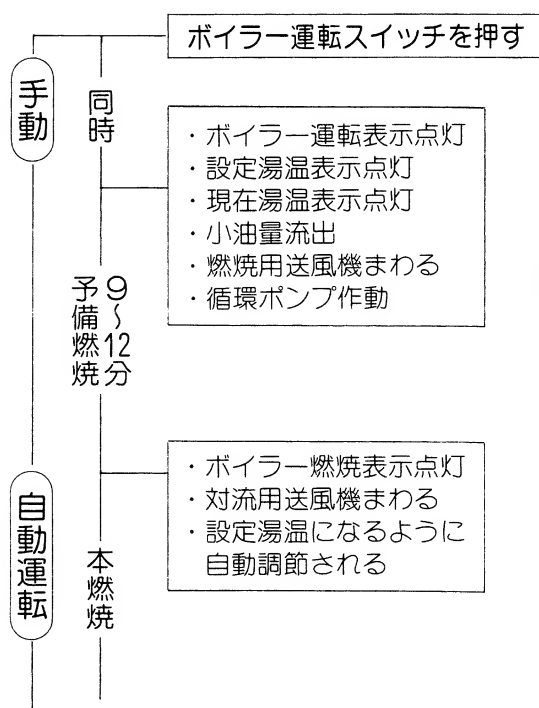 ボイラー運転スイッチを押す
手動
同時
・ボイラー運転表示点灯
・設定湯温表示点灯
・現在湯温表示点灯
・小油量流出
・燃焼用送風機まわる
・循環ポンプ作動
9〜12分
予備燃焼
・ボイラー燃焼表示点灯
・対流用送風機まわる
・設定湯温になるように
自動調節される
自動運転
本燃焼